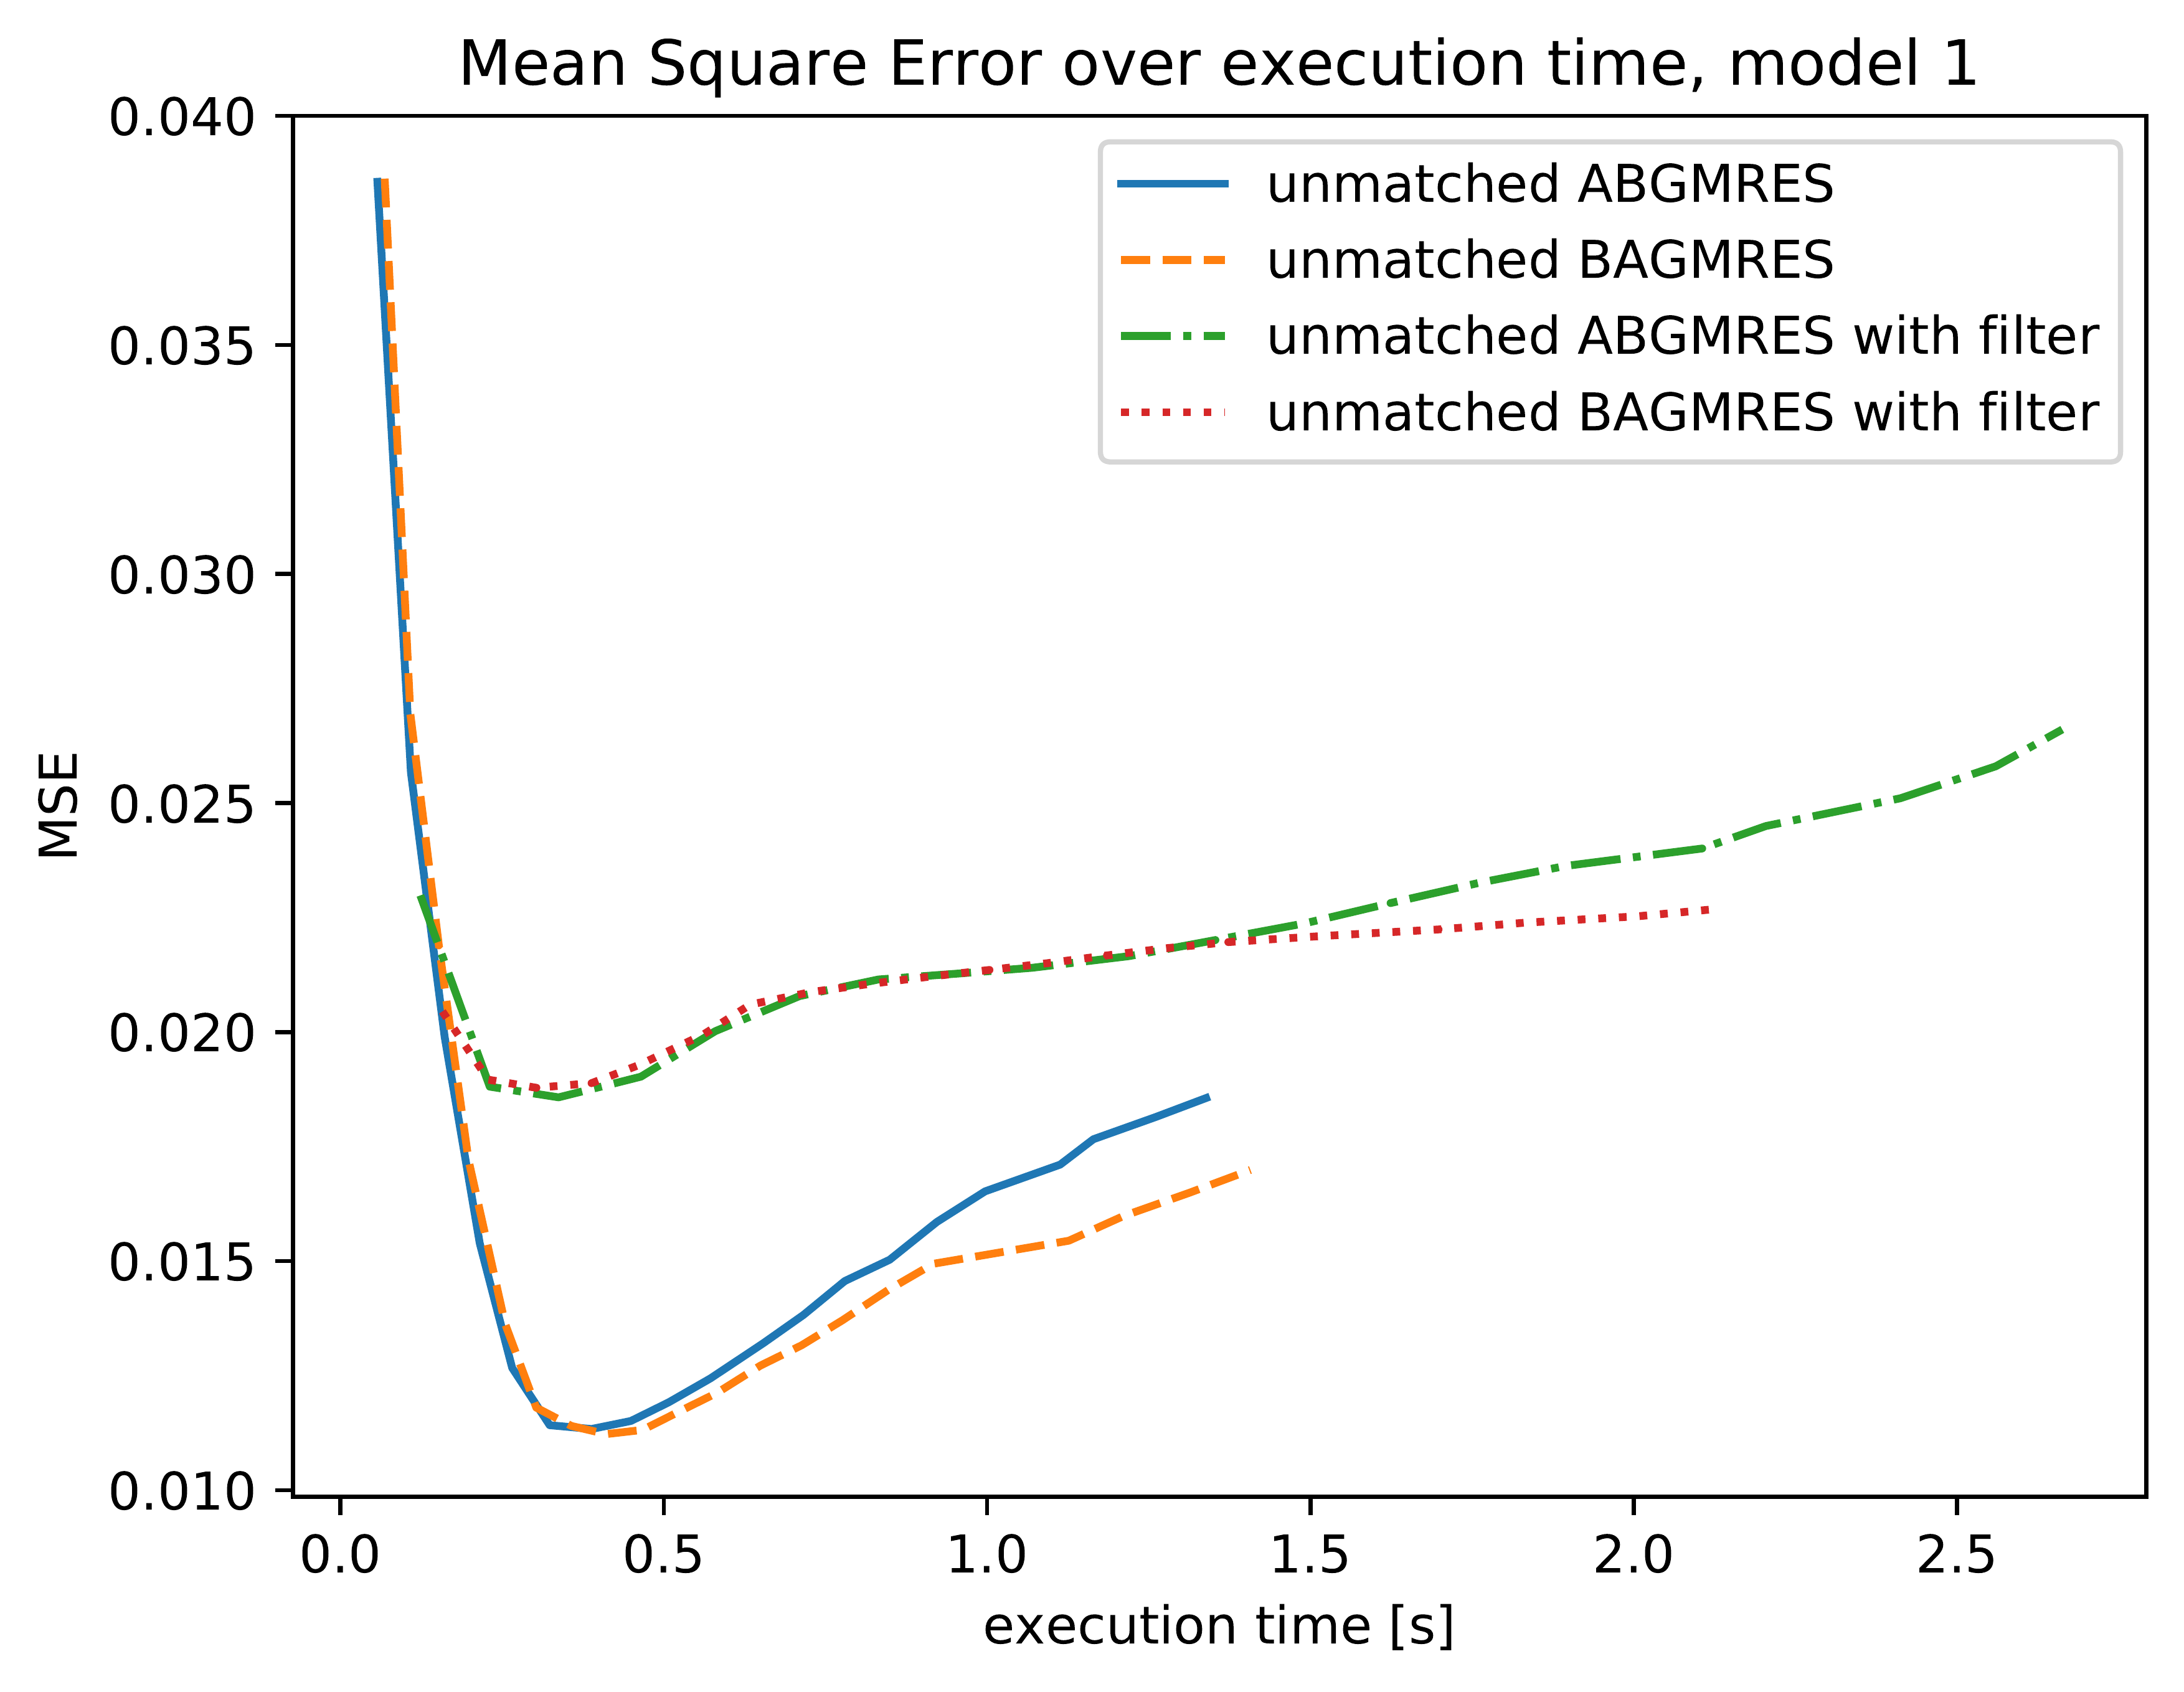 Mean Square Error over execution time, model 1
0.040
0.035
0.030
0.025
0.020
0.015
0.010
MSE
unmatched ABGMRES
unmatched BAGMRES
unmatched ABGMRES with filter
unmatched BAGMRES with filter
0.0 0.5 1.0 1.5 2.0 2.5
execution time [s]